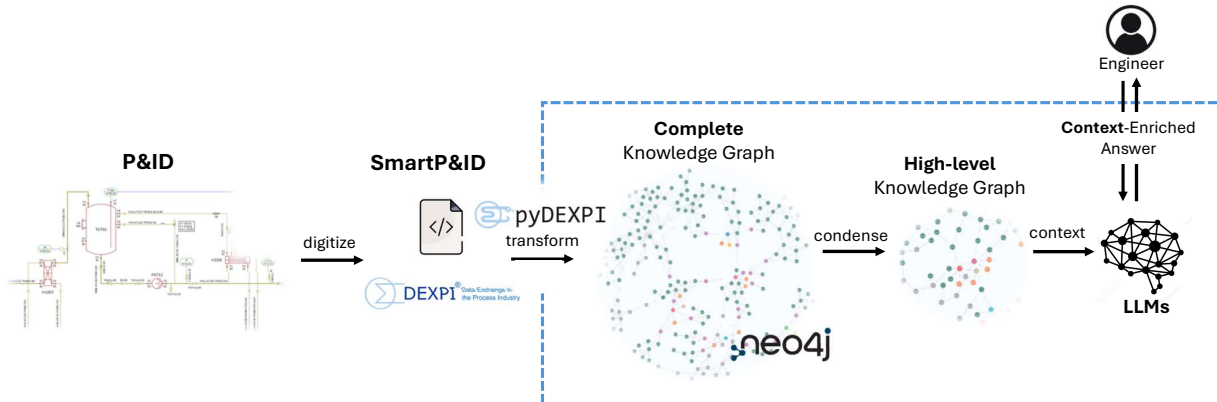 Engineer
Context-Enriched
Answer
Complete
Knowledge Graph
P&ID
SmartP&ID
High-level
Knowledge Graph
</>
pyDEXPI
digitize
transform
condense
context
DEXPI®
Data Exchange in
the Process Industry
LLMs
neo4j